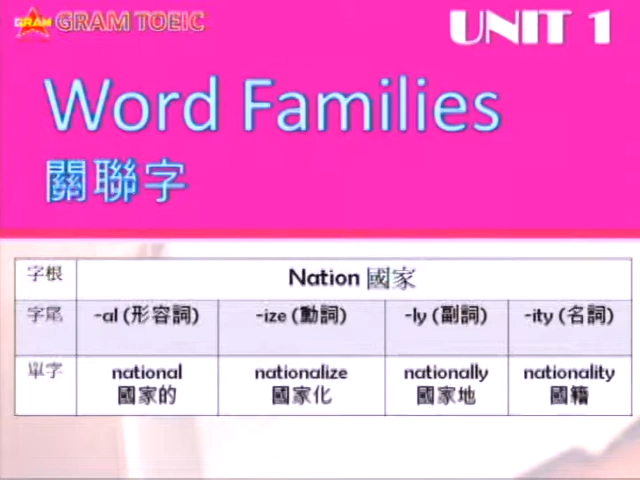 GRAM GRAM TOEIC
UNIT 1
Word Families
關聯字
字根 Nation 國家
字尾 -al (形容詞) -ize (動詞) -ly (副詞) -ity (名詞)
單字 national nationalize nationally nationality
國家的 國家化 國家地 國籍